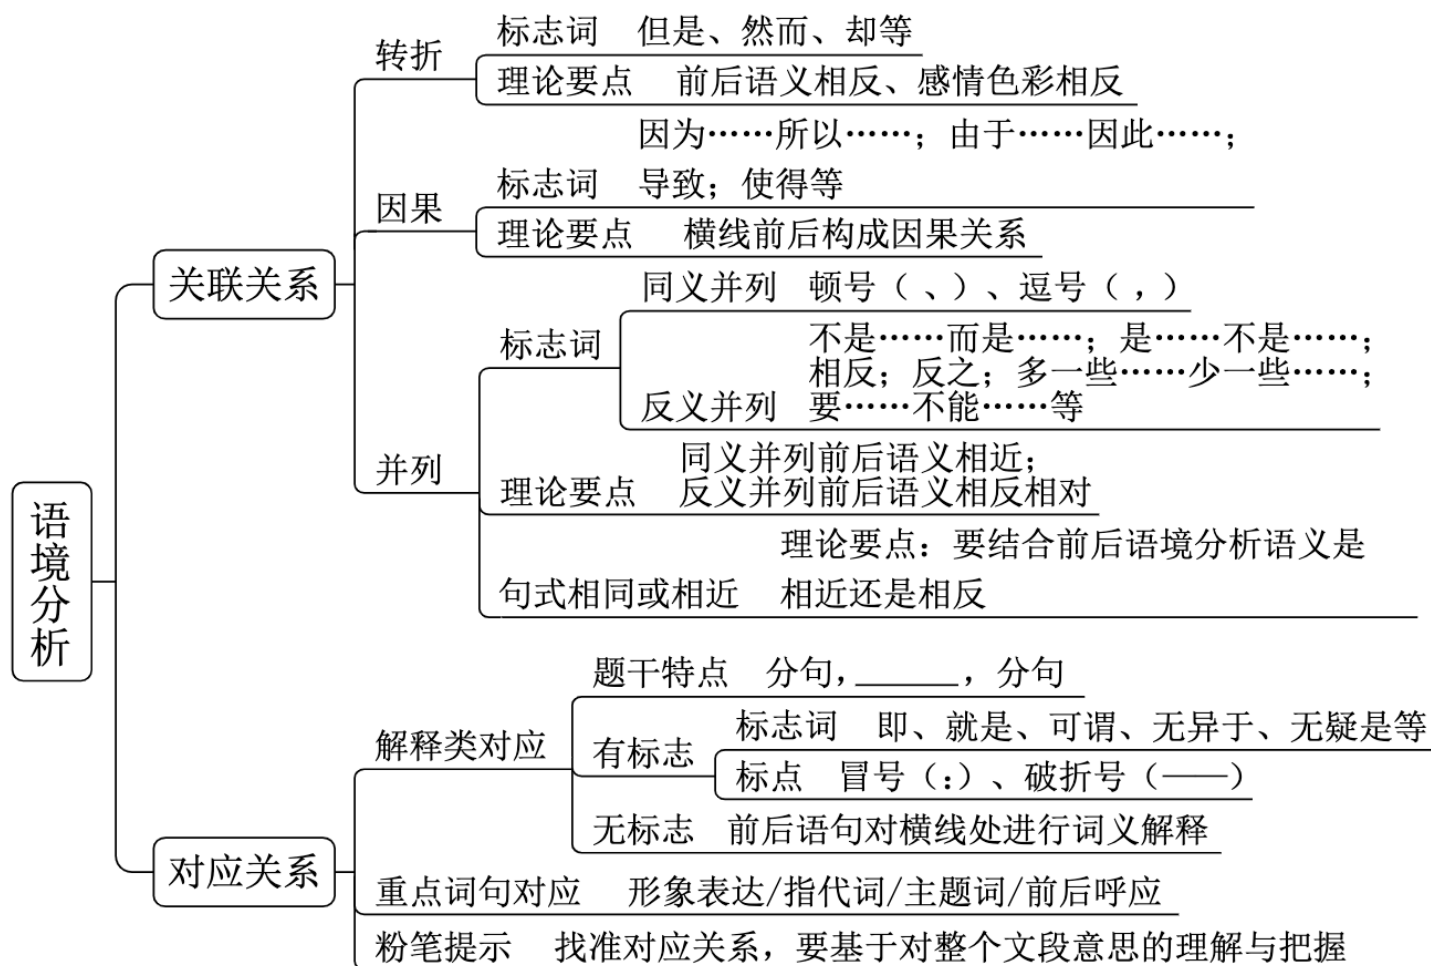 语境分析
关联关系
转折
标志词 但是、然而、却等
理论要点 前后语义相反、感情色彩相反
因果
因为……所以……；由于……因此……；
标志词 导致；使得等
理论要点 横线前后构成因果关系
并列
标志词
同义并列 顿号（、）、逗号（，）
不是……而是……；是……不是……；
相反；反之；多一些……少一些……；
反义并列 要……不能……等
同义并列前后语义相近；
理论要点 反义并列前后语义相反相对
理论要点：要结合前后语境分析语义是
句式相同或相近 相近还是相反
对应关系
解释类对应
题干特点 分句，______，分句
有标志
标志词 即、就是、可谓、无异于、无疑是等
标点 冒号（：）、破折号（——）
无标志 前后语句对横线处进行词义解释
重点词句对应 形象表达/指代词/主题词/前后呼应
粉笔提示 找准对应关系，要基于对整个文段意思的理解与把握